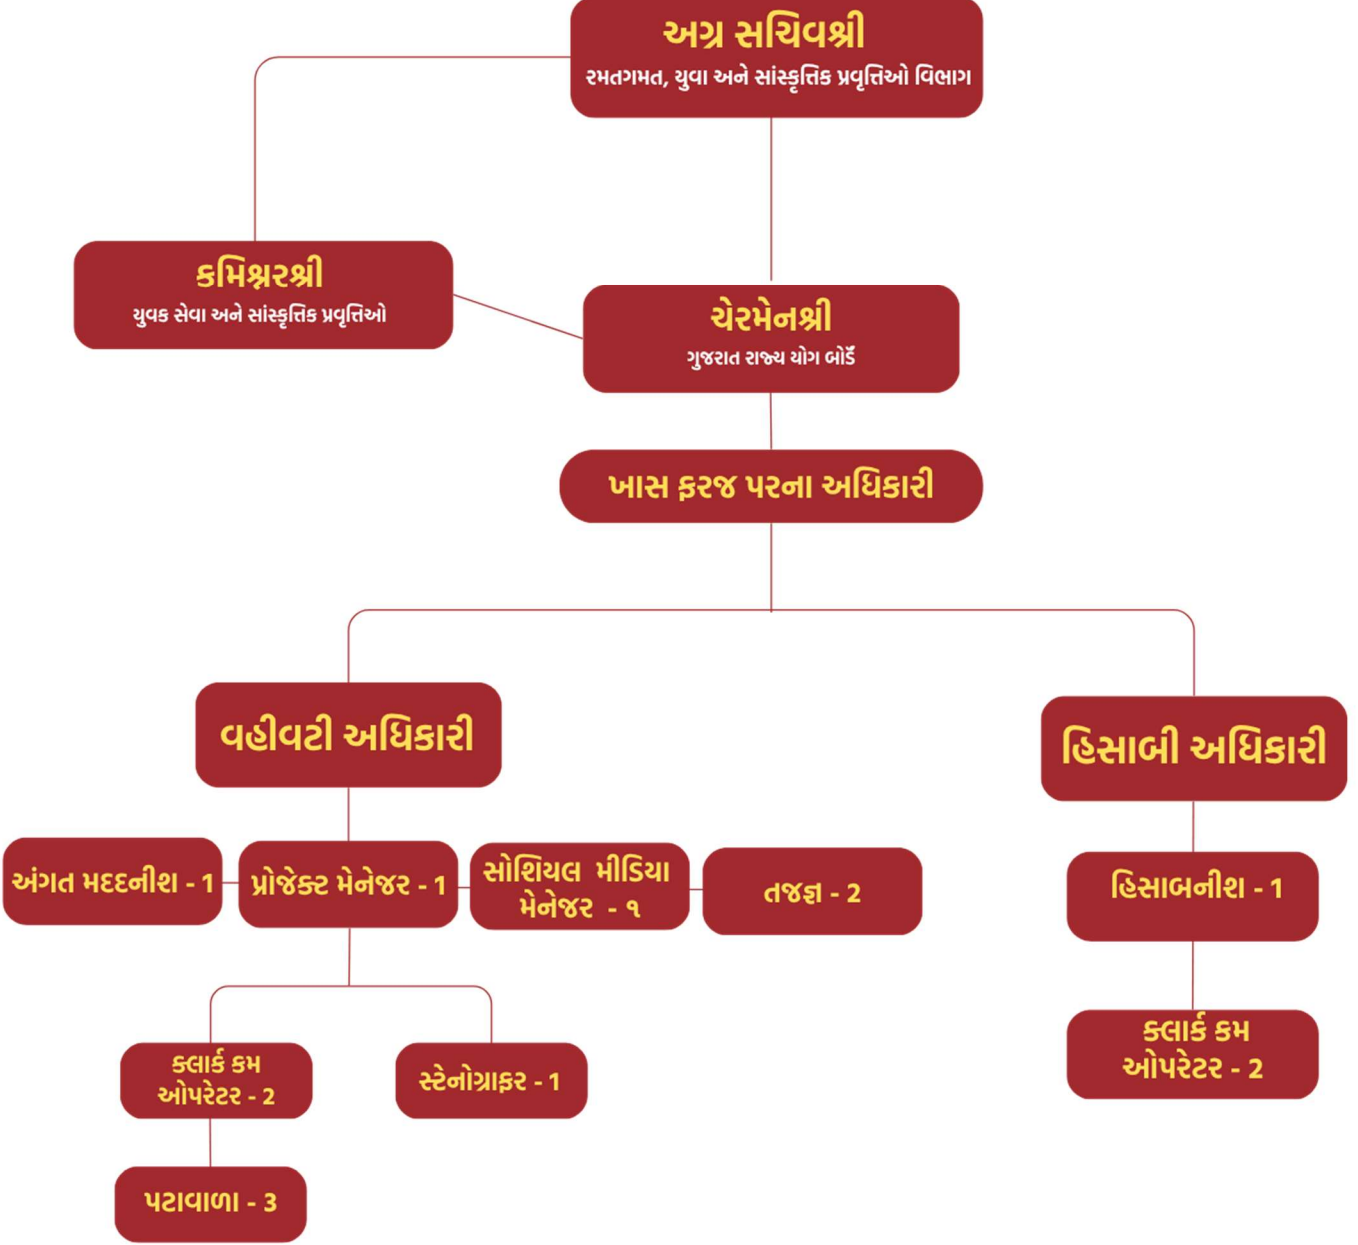 અગ્ર સચિવશ્રી
રમતગમત, યુવા અને સાંસ્કૃત્તિક પ્રવૃત્તિઓ વિભાગ
કમિશ્નરશ્રી
યુવક સેવા અને સાંસ્કૃત્તિક પ્રવૃત્તિઓ
ચેરમેનશ્રી
ગુજરાત રાજ્ય યોગ બોર્ડ
ખાસ ફરજ પરના અધિકારી
વહીવટી અધિકારી
હિસાબી અધિકારી
અંગત મદદનીશ - 1
પ્રોજેક્ટ મેનેજર - 1
સોશિયલ મીડિયા
મેનેજર - ૧
તજજ્ઞ - 2
હિસાબનીશ - 1
ક્લાર્ક કમ
ઓપરેટર - 2
સ્ટેનોગ્રાફર - 1
ક્લાર્ક કમ
ઓપરેટર - 2
પટાવાળા - 3